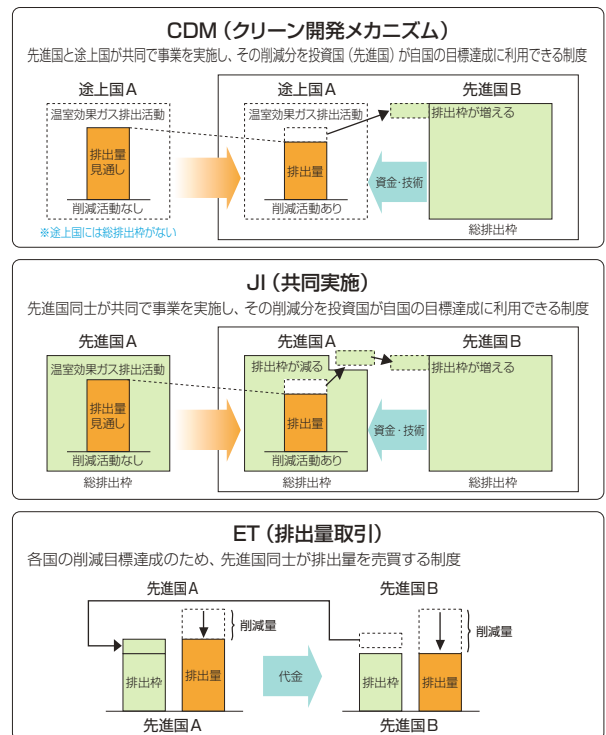 CDM（クリーン開発メカニズム）
先進国と途上国が共同で事業を実施し、その削減分を投資国（先進国）が自国の目標達成に利用できる制度
途上国A
途上国A
先進国B
温室効果ガス排出活動
温室効果ガス排出活動
排出枠が増える
排出量
見通し
排出量
資金・技術
削減活動なし
削減活動あり
※途上国には総排出枠がない
総排出枠
JI（共同実施）
先進国同士が共同で事業を実施し、その削減分を投資国が自国の目標達成に利用できる制度
先進国A
先進国A
先進国B
温室効果ガス排出活動
排出枠が減る
排出枠が増える
排出量
見通し
排出量
資金・技術
削減活動なし
削減活動あり
総排出枠
総排出枠
総排出枠
ET（排出量取引）
各国の削減目標達成のため、先進国同士が排出量を売買する制度
先進国A
先進国B
削減量
削減量
排出枠
排出量
代金
排出枠
排出量
先進国A
先進国B